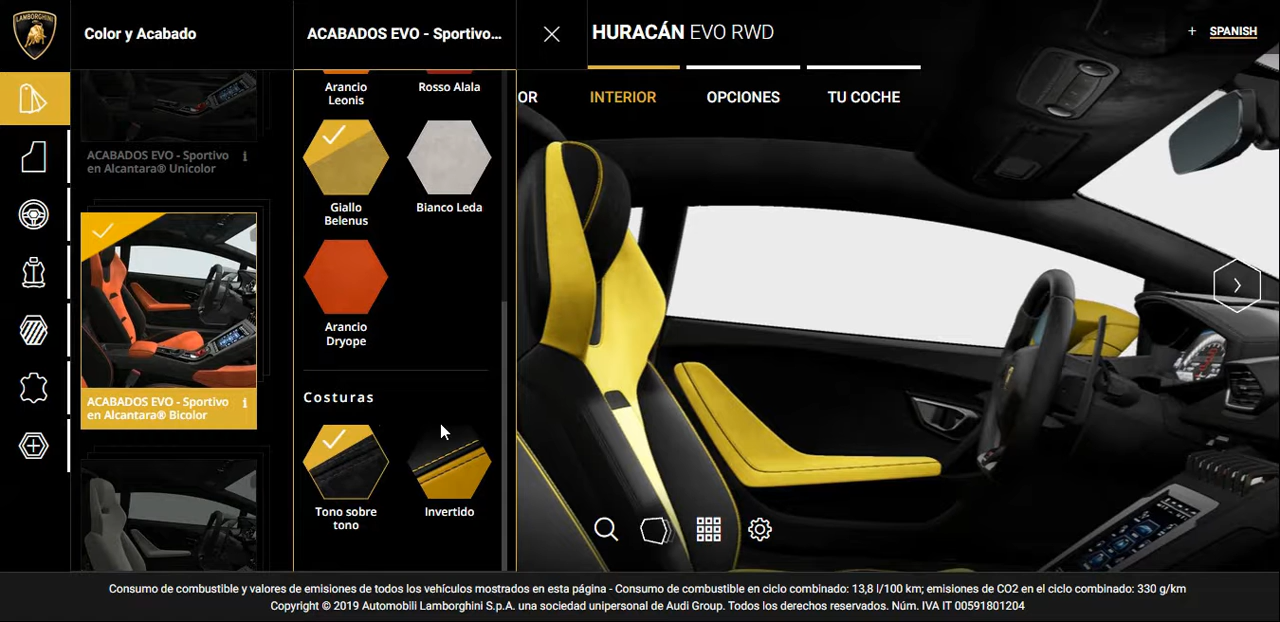 LAMBORGHINI
Color y Acabado
ACABADOS EVO - Sportivo...
HURACÁN EVO RWD
+ SPANISH
OR
INTERIOR
OPCIONES
TU COCHE
ACABADOS EVO - Sportivo
en Alcantara® Unicolor
i
ACABADOS EVO - Sportivo
en Alcantara® Bicolor
i
Arancio
Leonis
Rosso Alala
Giallo
Belenus
Bianco Leda
Arancio
Dryope
Costuras
Tono sobre
tono
Invertido
Consumo de combustible y valores de emisiones de todos los vehículos mostrados en esta página - Consumo de combustible en ciclo combinado: 13,8 l/100 km; emisiones de CO2 en el ciclo combinado: 330 g/km
Copyright © 2019 Automobili Lamborghini S.p.A. una sociedad unipersonal de Audi Group. Todos los derechos reservados. Núm. IVA IT 00591801204